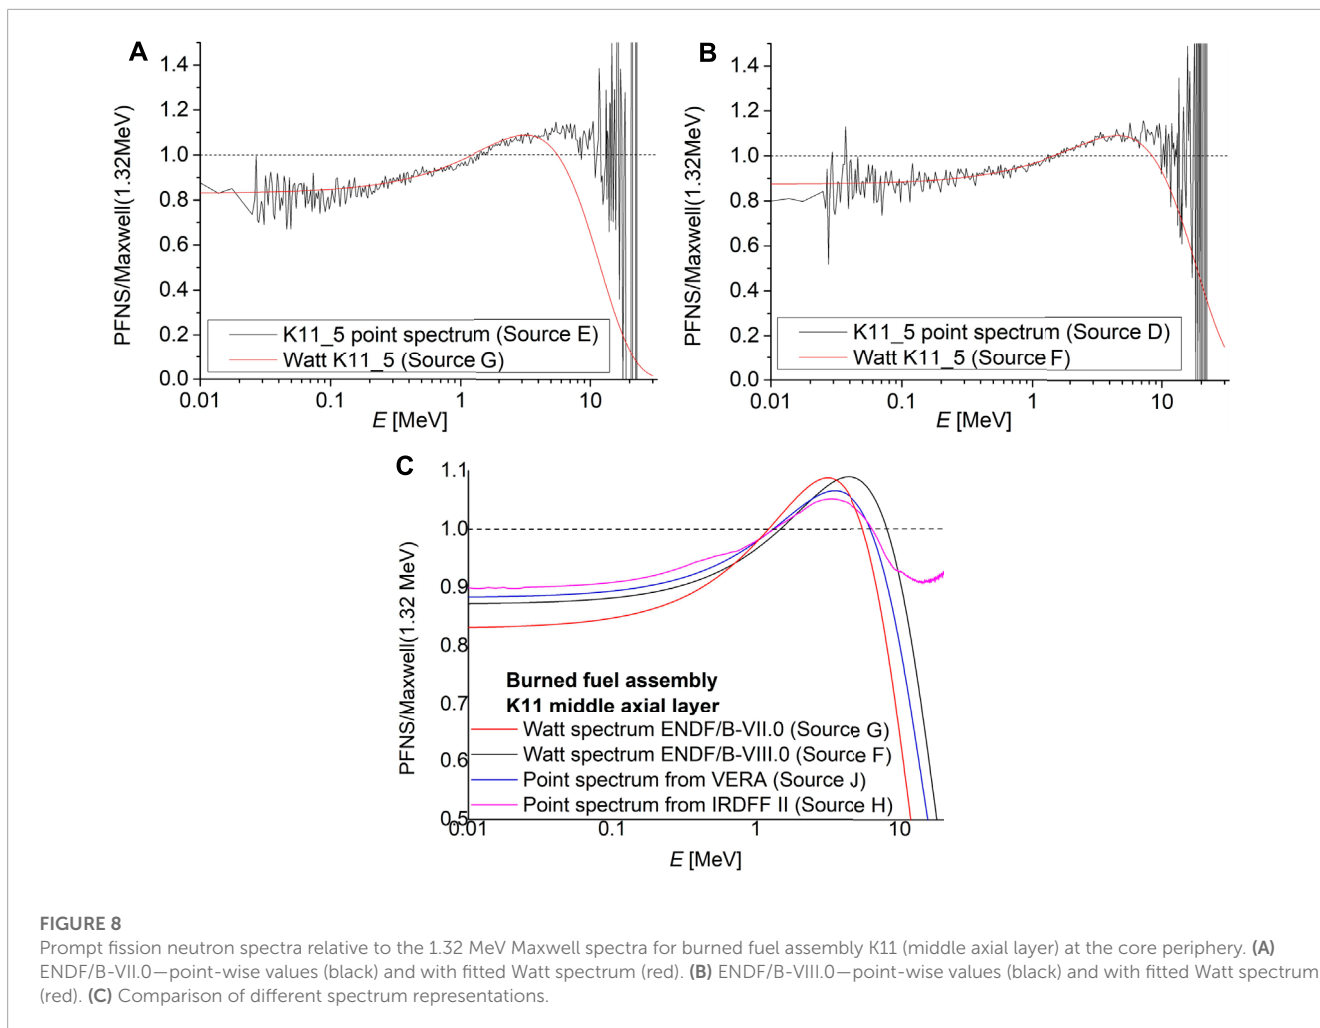 A
PFNS/Maxwell(1.32MeV)
1.4
1.2
1.0
0.8
0.6
0.4
0.2
0.0
K11_5 point spectrum (Source E)
Watt K11_5 (Source G)
0.01
0.1
1
10
E [MeV]
B
PFNS/Maxwell(1.32MeV)
1.4
1.2
1.0
0.8
0.6
0.4
0.2
0.0
K11_5 point spectrum (Source D)
Watt K11_5 (Source F)
0.01
0.1
1
10
E [MeV]
C
PFNS/Maxwell(1.32 MeV)
1.1
1.0
0.9
0.8
0.7
0.6
0.5
Burned fuel assembly
K11 middle axial layer
Watt spectrum ENDF/B-VII.0 (Source G)
Watt spectrum ENDF/B-VIII.0 (Source F)
Point spectrum from VERA (Source J)
Point spectrum from IRDFF II (Source H)
0.01
0.1
1
10
E [MeV]
FIGURE 8
Prompt fission neutron spectra relative to the 1.32 MeV Maxwell spectra for burned fuel assembly K11 (middle axial layer) at the core periphery. (A)
ENDF/B-VII.0—point-wise values (black) and with fitted Watt spectrum (red). (B) ENDF/B-VIII.0—point-wise values (black) and with fitted Watt spectrum
(red). (C) Comparison of different spectrum representations.